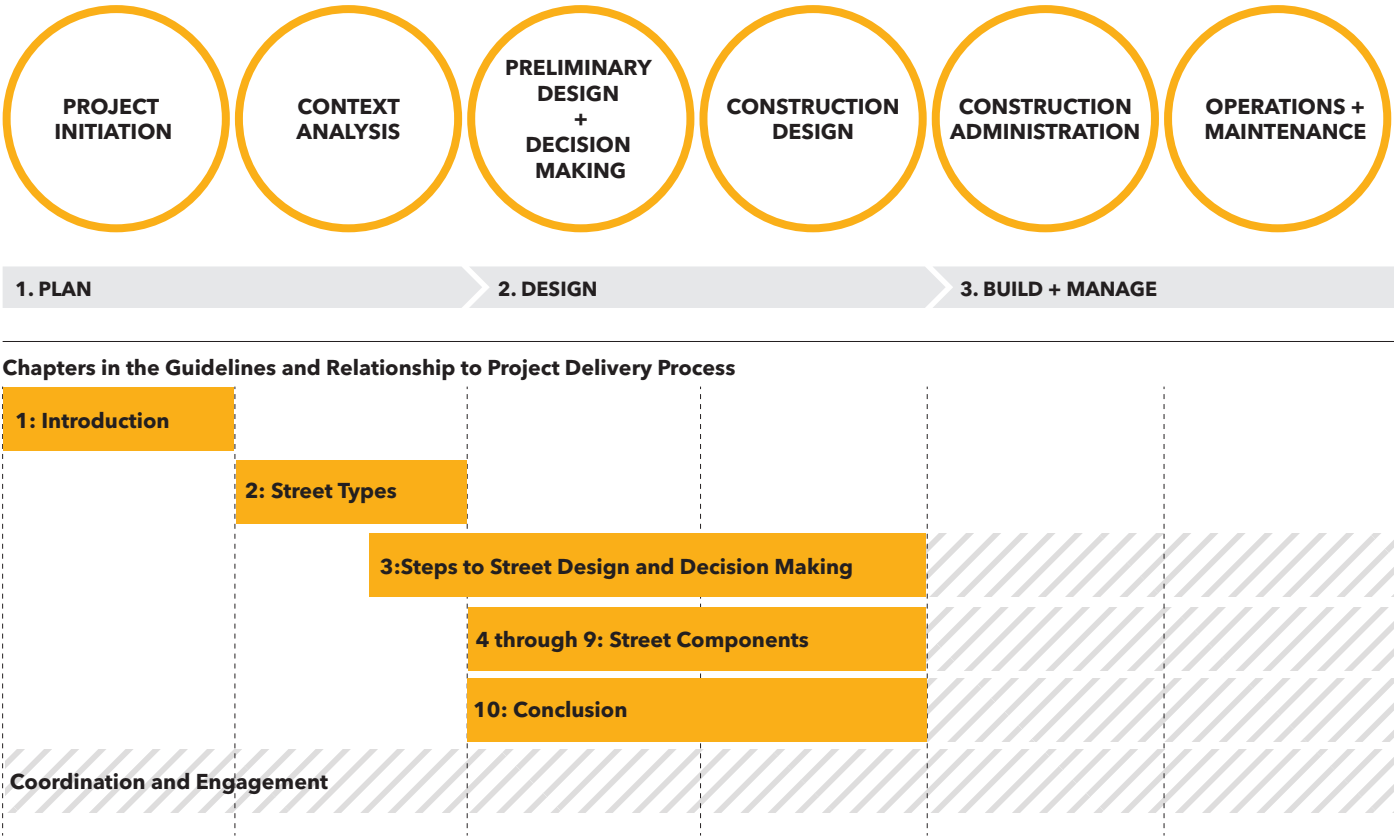 PROJECT
INITIATION
CONTEXT
ANALYSIS
PRELIMINARY
DESIGN
+
DECISION
MAKING
CONSTRUCTION
DESIGN
CONSTRUCTION
ADMINISTRATION
OPERATIONS +
MAINTENANCE
1. PLAN
2. DESIGN
3. BUILD + MANAGE
Chapters in the Guidelines and Relationship to Project Delivery Process
1: Introduction
2: Street Types
3:Steps to Street Design and Decision Making
4 through 9: Street Components
10: Conclusion
Coordination and Engagement